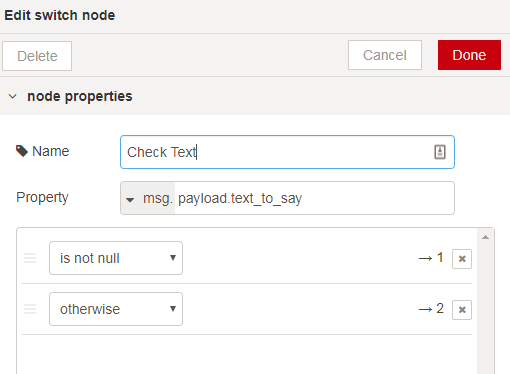 Edit switch node
Delete Cancel Done
node properties
Name Check Text
Property msg. payload.text_to_say
is not null → 1 ×
otherwise → 2 ×